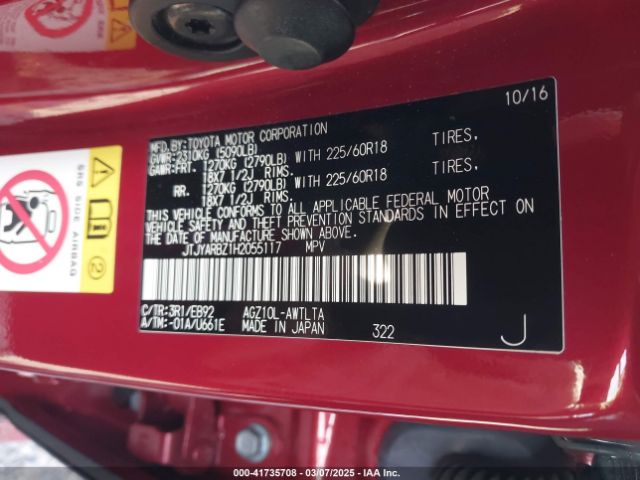 10/16
MFD.BY:TOYOTA MOTOR CORPORATION
GVWR:2310KG (5090LB)
GAWR:FRT. 1270KG (2790LB) WITH 225/60R18 TIRES,
18X7 1/2J RIMS.
RR. 1270KG (2790LB) WITH 225/60R18 TIRES,
18X7 1/2J RIMS.
THIS VEHICLE CONFORMS TO ALL APPLICABLE FEDERAL MOTOR
VEHICLE SAFETY AND THEFT PREVENTION STANDARDS IN EFFECT ON
THE DATE OF MANUFACTURE SHOWN ABOVE.
JTJYARBZ1H2055117 MPV
C/TR:3R1/EB92 AGZ10L-AWTLTA
A/TM:-01A/U661E MADE IN JAPAN 322 J
SRS SIDE AIRBAG
2
000-41735708 — 03/07/2025 — IAA Inc.